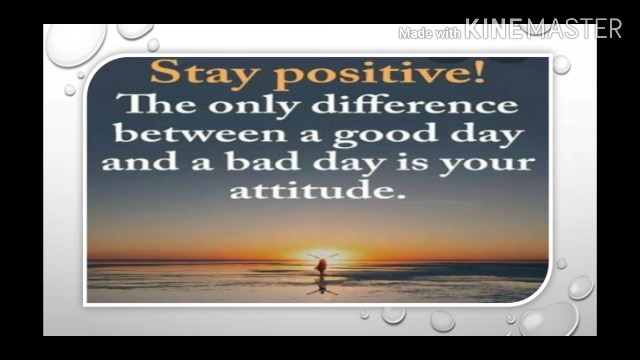 Made with KINEMASTER
Stay positive!
The only difference
between a good day
and a bad day is your
attitude.